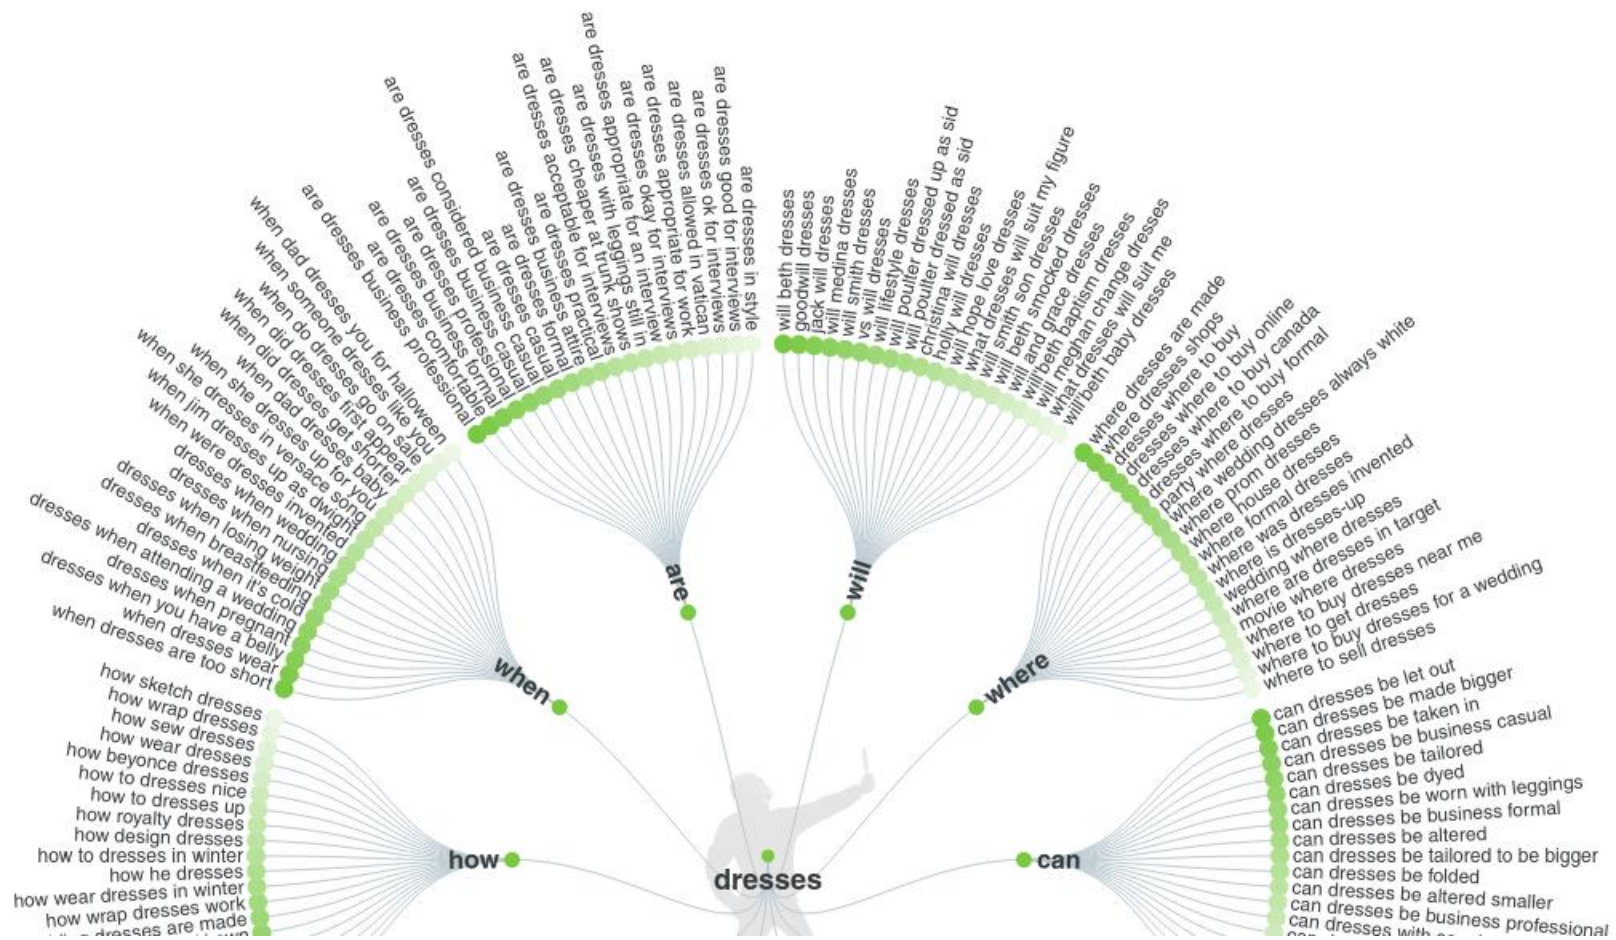 how wrap dresses work
how wear dresses in winter
how he dresses
how to dresses in winter
how design dresses
how royalty dresses
how to dresses up
how to dresses nice
how beyonce dresses
how wear dresses
how sew dresses
how wrap dresses
how sketch dresses
how
when dresses are too short
when dresses wear
dresses when you have a belly
dresses when pregnant
dresses when attending a wedding
dresses when it's cold
dresses when breastfeeding
dresses when losing weight
dresses when nursing
dresses when wedding
when were dresses invented
when jim dresses up as dwight
when she dresses in versace song
when she dresses up for you
when dad dresses baby
when did dresses get shorter
when did dresses first appear
when do dresses go on sale
when someone dresses like you
when dad dresses you for halloween
when
are dresses business professional
are dresses comfortable
are dresses business formal
are dresses professional
are dresses business casual
are dresses considered business casual
are dresses casual
are dresses formal
are dresses business attire
are dresses practical
are dresses acceptable for interviews
are dresses cheaper at trunk shows
are dresses with leggings still in
are dresses appropriate for an interview
are dresses okay for interviews
are dresses appropriate for work
are dresses allowed in vatican
are dresses ok for interviews
are dresses good for interviews
are dresses in style
are
will beth dresses
goodwill dresses
jack will dresses
will medina dresses
will smith dresses
vs will dresses
will lifestyle dresses
will poulter dressed up as sid
will poulter dressed as sid
christina will dresses
holly will dresses
will hope love dresses
what dresses will suit my figure
will smith son dresses
will beth smocked dresses
will and grace dresses
will'beth baptism dresses
will meghan change dresses
what dresses will suit me
will'beth baby dresses
will
where dresses are made
where dresses shops
dresses where to buy
dresses where to buy online
dresses where to buy canada
dresses where to buy formal
party where dresses
where wedding dresses always white
where prom dresses
where house dresses
where formal dresses
where was dresses invented
where is dresses-up
wedding where dresses
where are dresses in target
movie where dresses
where to buy dresses near me
where to get dresses
where to buy dresses for a wedding
where to sell dresses
where
can dresses be let out
can dresses be made bigger
can dresses be taken in
can dresses be business casual
can dresses be tailored
can dresses be dyed
can dresses be worn with leggings
can dresses be business formal
can dresses be altered
can dresses be tailored to be bigger
can dresses be folded
can dresses be altered smaller
can dresses be business professional
can dresses with
can
dresses
dresses are made